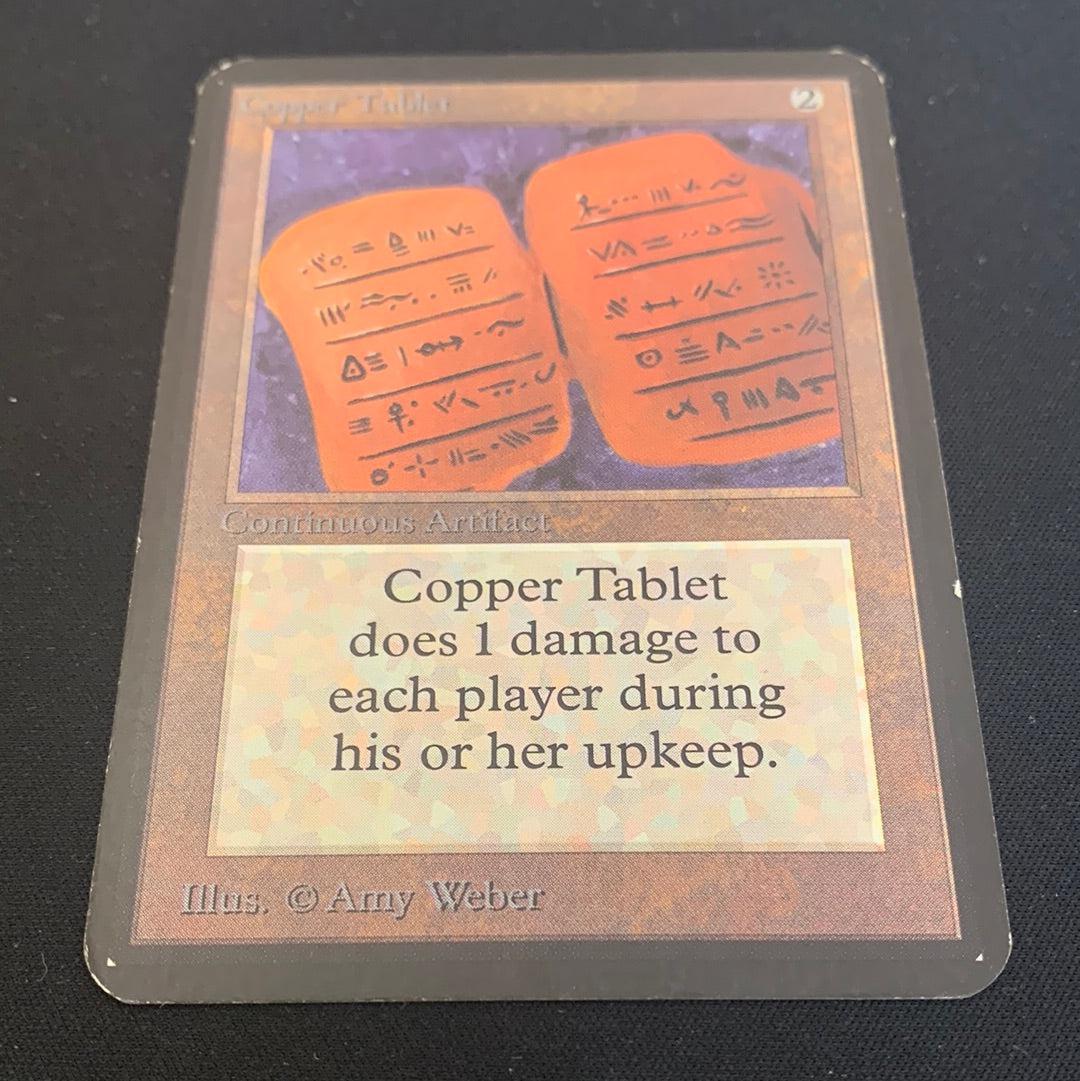 Copper Tablet 2
Continuous Artifact
Copper Tablet
does 1 damage to
each player during
his or her upkeep.
Illus. © Amy Weber